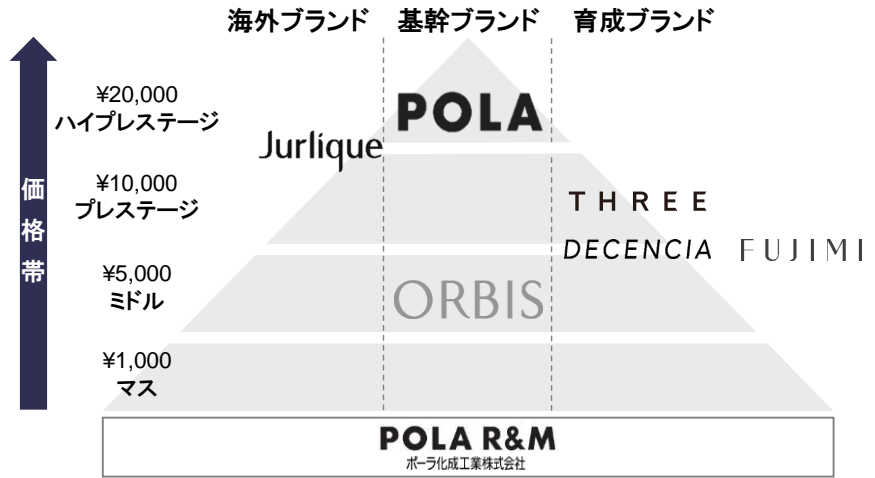 海外ブランド 基幹ブランド 育成ブランド
¥20,000
ハイプレステージ
POLA
Jurlique
¥10,000
プレステージ
THREE
DECENCIA FUJIMI
¥5,000
ミドル
ORBIS
¥1,000
マス
価格帯
POLA R&M
ポーラ化成工業株式会社